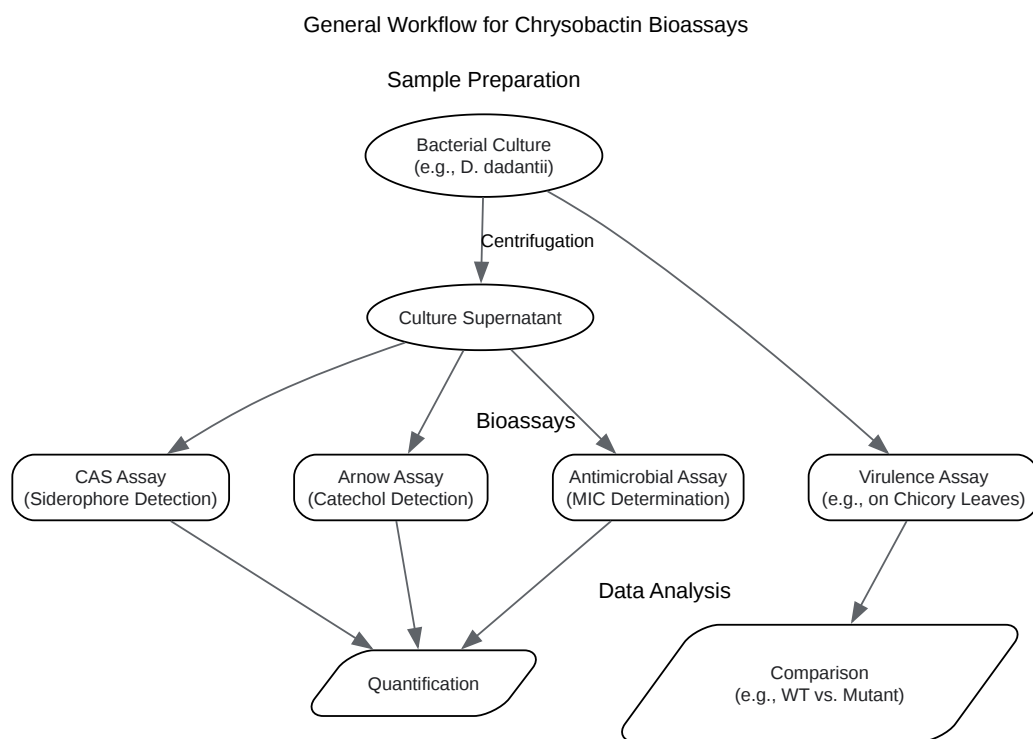 General Workflow for Chrysobactin Bioassays
Sample Preparation
Bacterial Culture
(e.g., D. dadantii)
Centrifugation
Culture Supernatant
Bioassays
CAS Assay
(Siderophore Detection)
Arnow Assay
(Catechol Detection)
Antimicrobial Assay
(MIC Determination)
Virulence Assay
(e.g., on Chicory Leaves)
Data Analysis
Quantification
Comparison
(e.g., WT vs. Mutant)